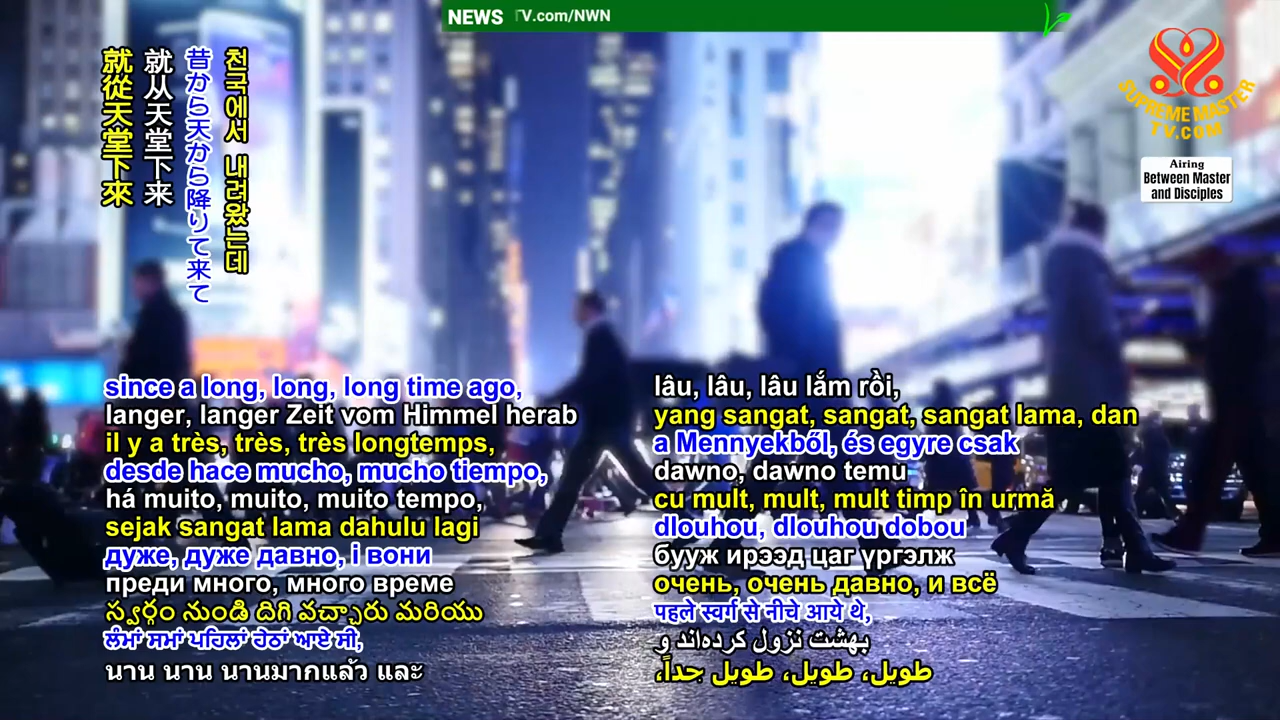 NEWS TV.com/NWN
SUPREME MASTER
TV.COM
Airing
Between Master
and Disciples
천국에서 내려왔는데
昔から天から降りて来て
就从天堂下来
就從天堂下來
since a long, long, long time ago,
langer, langer Zeit vom Himmel herab
il y a très, très, très longtemps,
desde hace mucho, mucho tiempo,
há muito, muito, muito tempo,
sejak sangat lama dahulu lagi
дуже, дуже давно, і вони
преди много, много време
స్వర్గం నుండి దిగి వచ్చారు మరియు
ਲੰਮਾਂ ਸਮਾਂ ਪਹਿਲਾਂ ਹੇਠਾਂ ਆਏ ਸੀ,
นาน นาน นานมากแล้ว และ
lâu, lâu, lâu lắm rồi,
yang sangat, sangat, sangat lama, dan
a Mennyekből, és egyre csak
dawno, dawno temu
cu mult, mult, mult timp în urmă
dlouhou, dlouhou dobou
бууж ирээд цаг үргэлж
очень, очень давно, и всё
पहले स्वर्ग से नीचे आये थे,
بهشت نزول کرده‌اند و
طويل، طويل، طويل جداً،